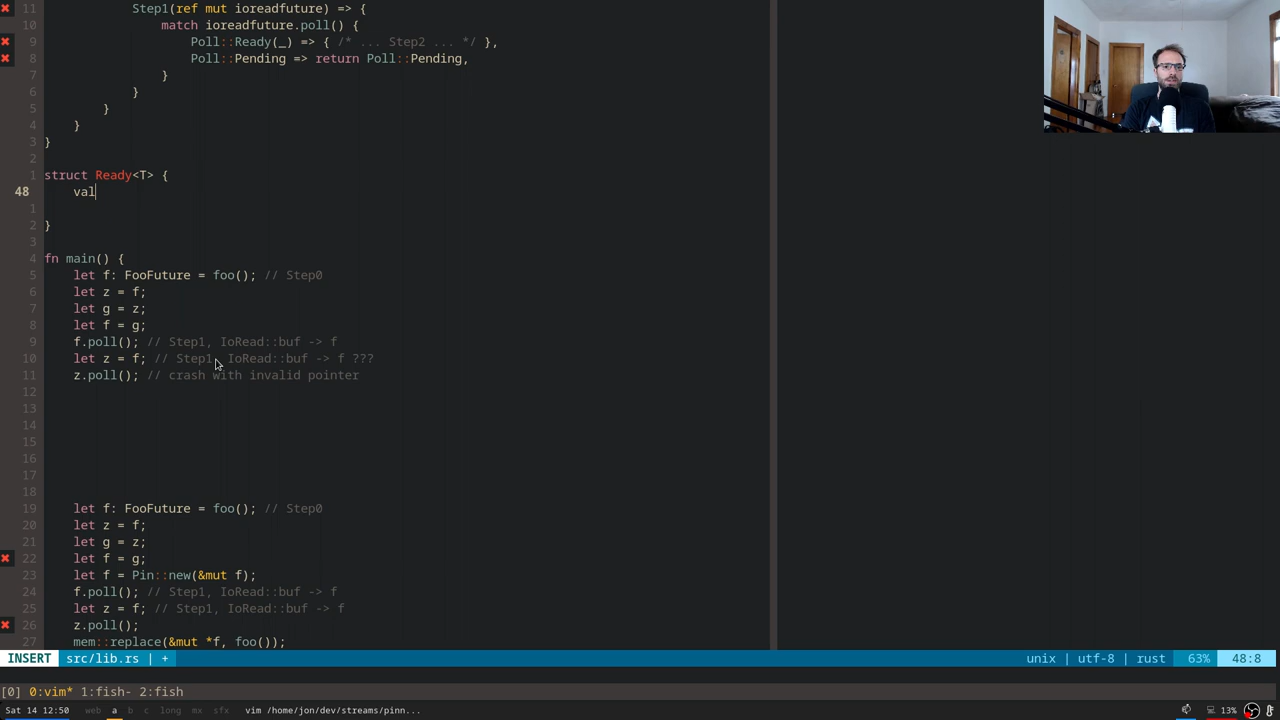 11 Step1(ref mut ioreadfuture) => {
10 match ioreadfuture.poll() {
9 Poll::Ready(_) => { /* ... Step2 ... */ },
8 Poll::Pending => return Poll::Pending,
7 }
6 }
5 }
4 }
3 }
2
1 struct Ready<T> {
48 val
1
2 }
3
4 fn main() {
5 let f: FooFuture = foo(); // Step0
6 let z = f;
7 let g = z;
8 let f = g;
9 f.poll(); // Step1, IoRead::buf -> f
10 let z = f; // Step1, IoRead::buf -> f ???
11 z.poll(); // crash with invalid pointer
12
13
14
15
16
17
18
19 let f: FooFuture = foo(); // Step0
20 let z = f;
21 let g = z;
22 let f = g;
23 let f = Pin::new(&mut f);
24 f.poll(); // Step1, IoRead::buf -> f
25 let z = f; // Step1, IoRead::buf -> f
26 z.poll();
27 mem::replace(&mut *f, foo());
INSERT src/lib.rs | + unix | utf-8 | rust 63% 48:8
[0] 0:vim* 1:fish- 2:fish
Sat 14 12:50 web a b c long mx sfx vim /home/jon/dev/streams/pinn... 13%